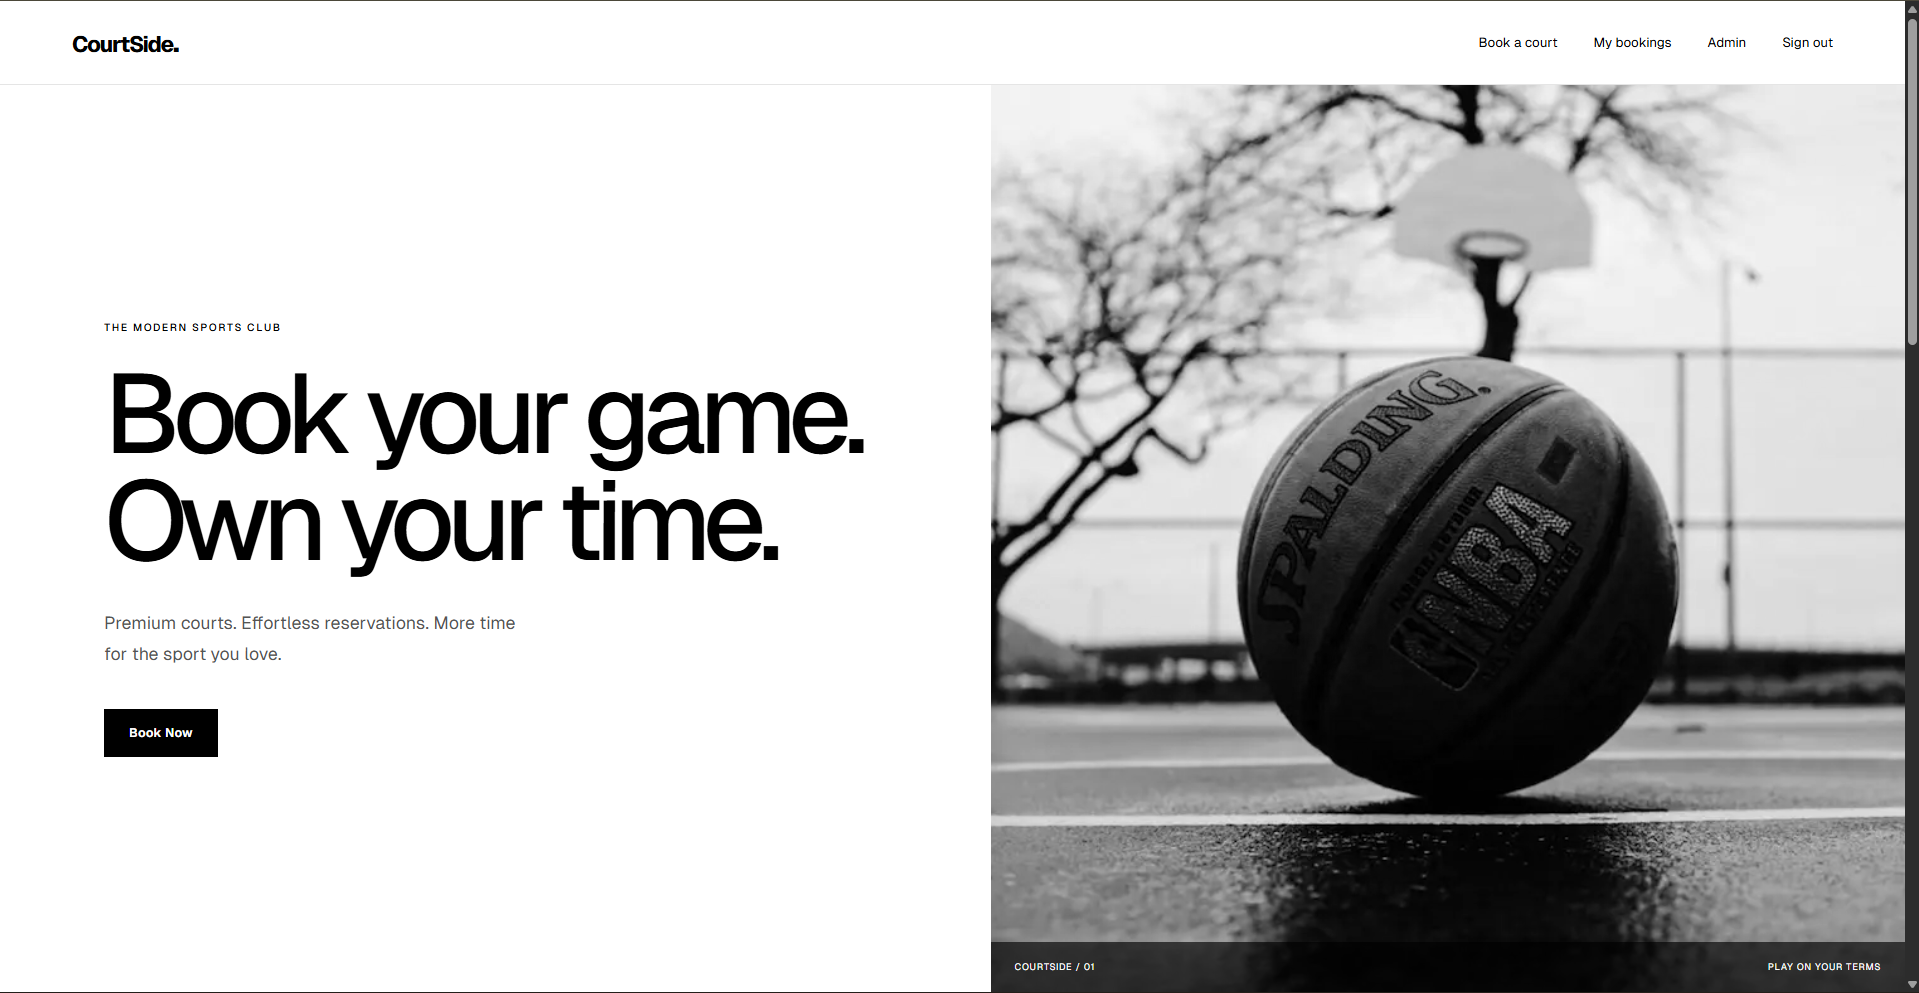 CourtSide.
Book a court
My bookings
Admin
Sign out
THE MODERN SPORTS CLUB
Book your game.
Own your time.
Premium courts. Effortless reservations. More time
for the sport you love.
Book Now
SPALDING.
INDOOR/OUTDOOR
NBA
COURTSIDE / 01
PLAY ON YOUR TERMS